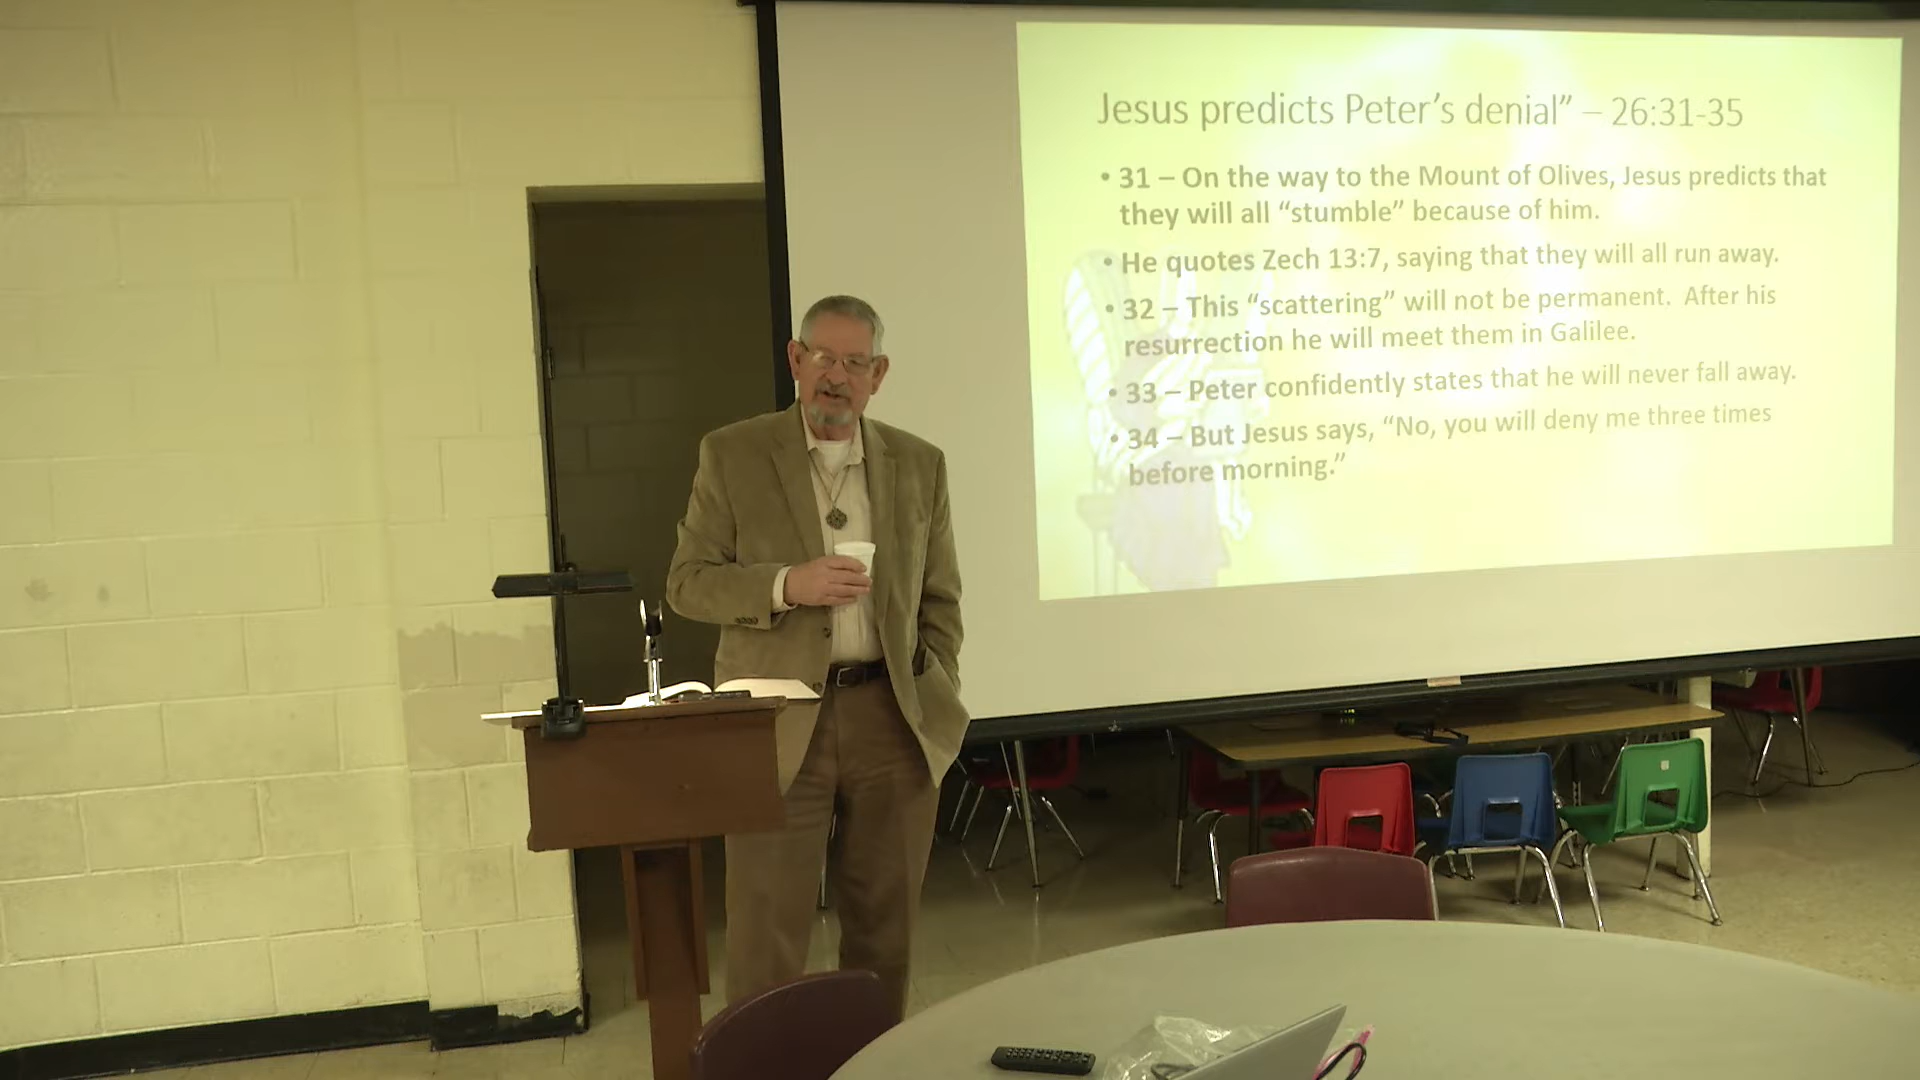 Jesus predicts Peter's denial” – 26:31-35
• 31 – On the way to the Mount of Olives, Jesus predicts that
they will all “stumble” because of him.
• He quotes Zech 13:7, saying that they will all run away.
• 32 – This “scattering” will not be permanent.  After his
resurrection he will meet them in Galilee.
• 33 – Peter confidently states that he will never fall away.
• 34 – But Jesus says, “No, you will deny me three times
before morning.”